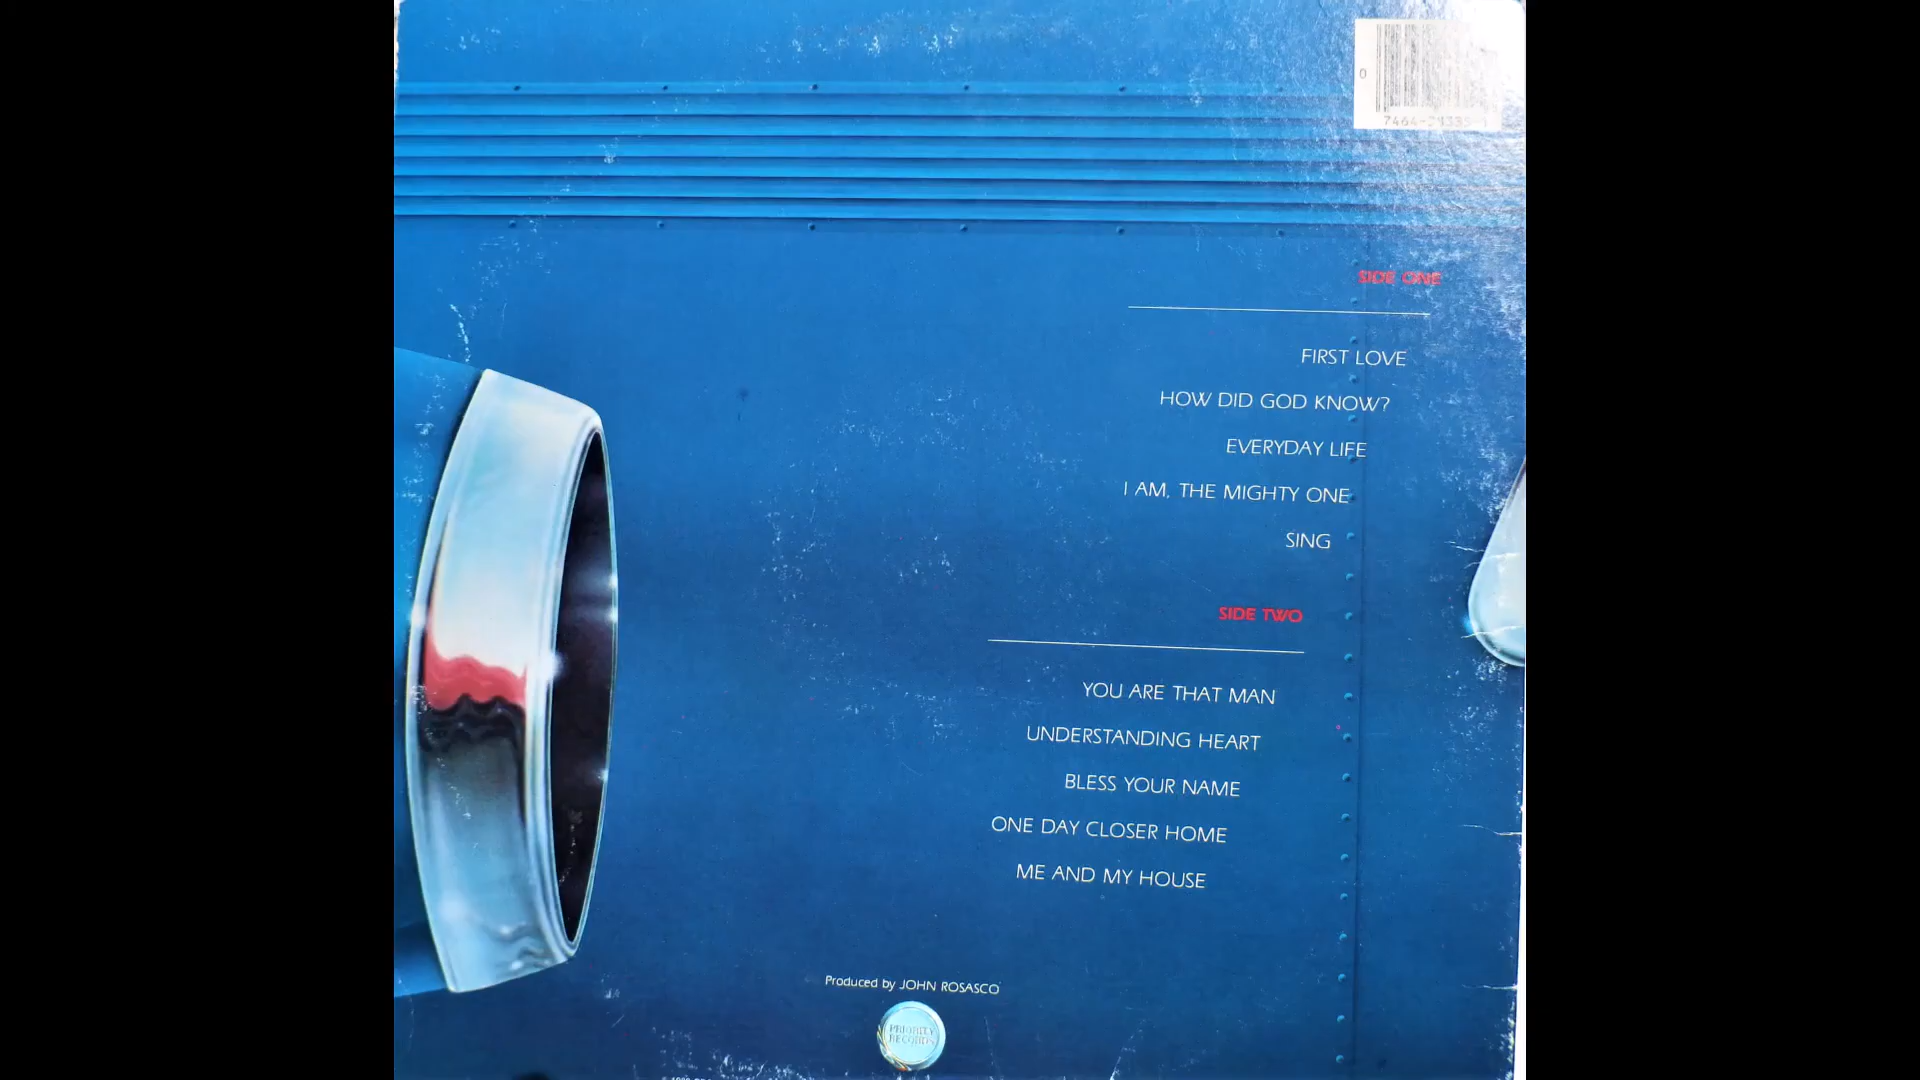 0
SIDE ONE
FIRST LOVE
HOW DID GOD KNOW?
EVERYDAY LIFE
I AM, THE MIGHTY ONE
SING
SIDE TWO
YOU ARE THAT MAN
UNDERSTANDING HEART
BLESS YOUR NAME
ONE DAY CLOSER HOME
ME AND MY HOUSE
Produced by JOHN ROSASCO
PRIORITY
RECORDS